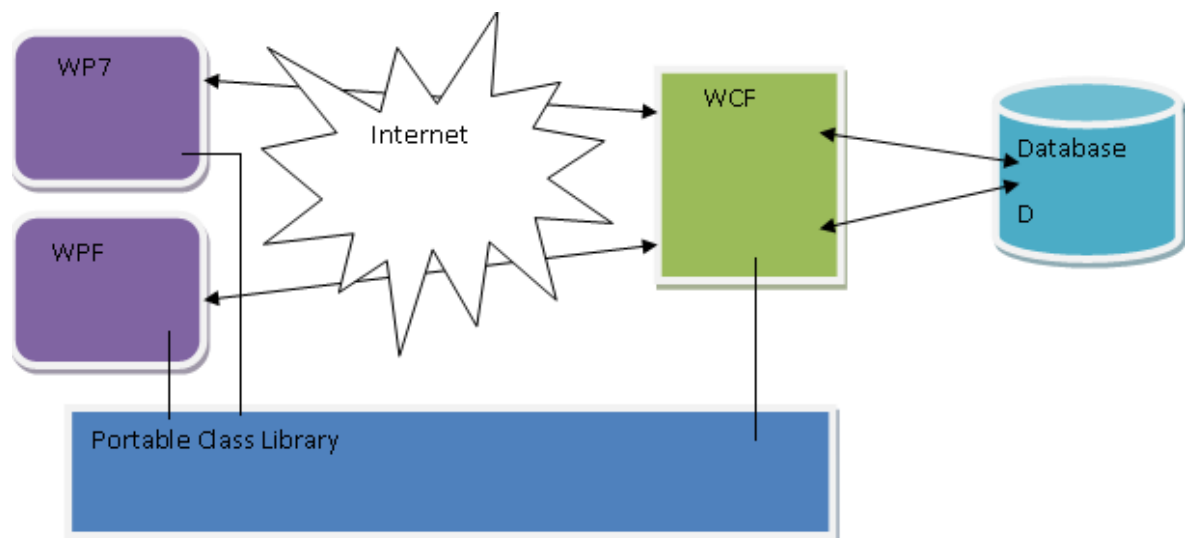 WP7
Internet
WCF
Database
D
WPF
Portable Class Library